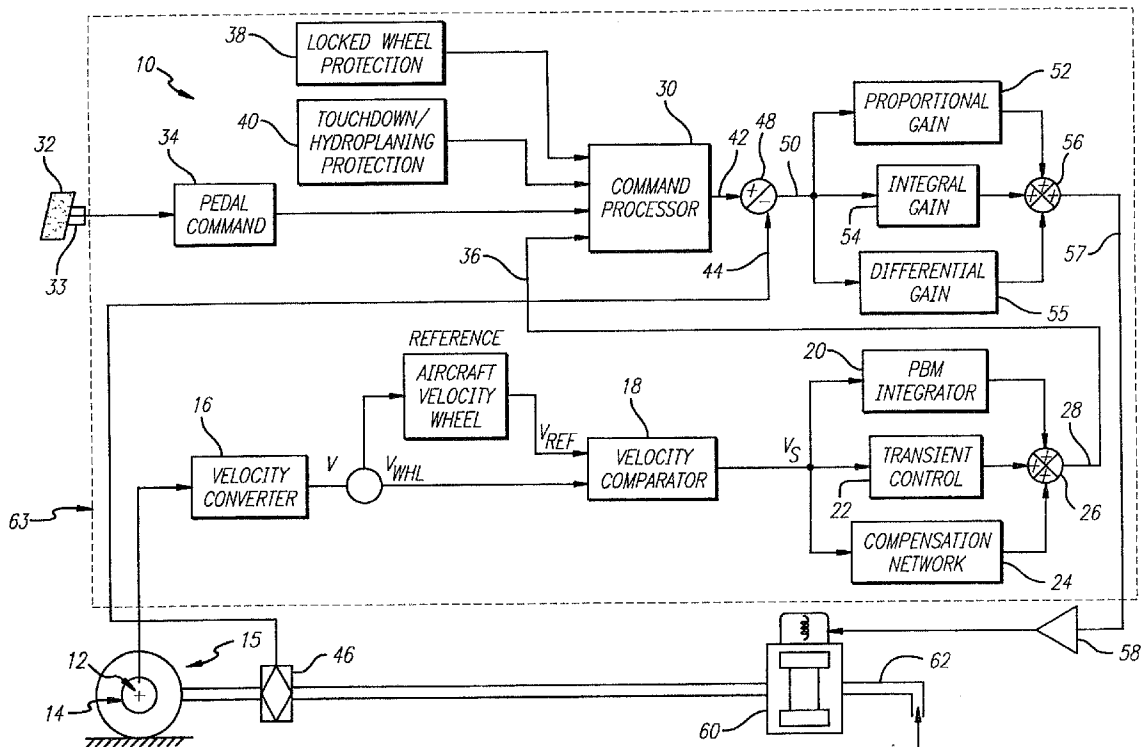 38
LOCKED WHEEL
PROTECTION
10
40
TOUCHDOWN/
HYDROPLANING
PROTECTION
32
33
34
PEDAL
COMMAND
30
COMMAND
PROCESSOR
36
42
48
+
−
44
50
52
PROPORTIONAL
GAIN
54
INTEGRAL
GAIN
DIFFERENTIAL
GAIN
55
+
+
+
56
57
REFERENCE
AIRCRAFT
VELOCITY
WHEEL
16
VELOCITY
CONVERTER
V
V_WHL
V_REF
18
VELOCITY
COMPARATOR
V_S
20
PBM
INTEGRATOR
22
TRANSIENT
CONTROL
COMPENSATION
NETWORK
24
+
+
+
28
26
63
12
14
15
46
60
62
58